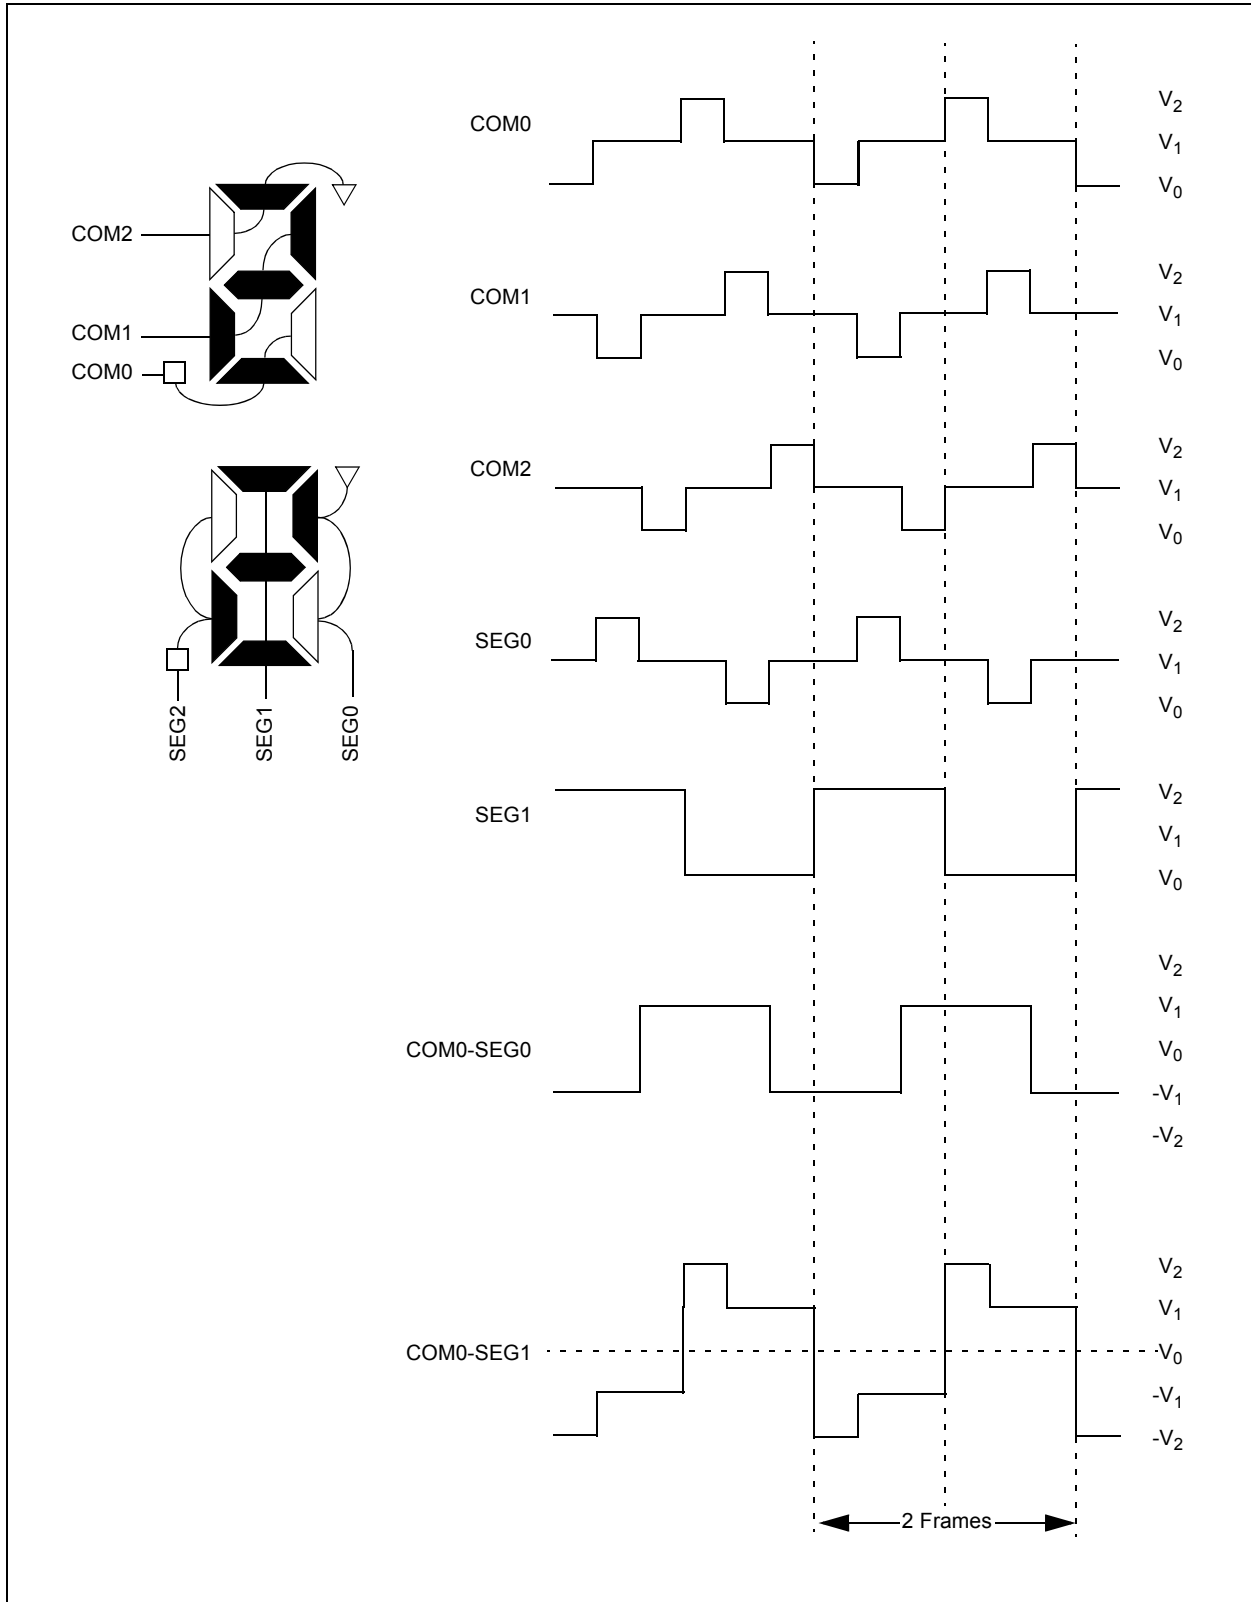 COM0
V2
V1
V0
COM2
COM1
COM0
COM1
V2
V1
V0
COM2
V2
V1
V0
SEG2
SEG1
SEG0
SEG0
V2
V1
V0
SEG1
V2
V1
V0
COM0-SEG0
V2
V1
V0
-V1
-V2
COM0-SEG1
V2
V1
V0
-V1
-V2
2 Frames